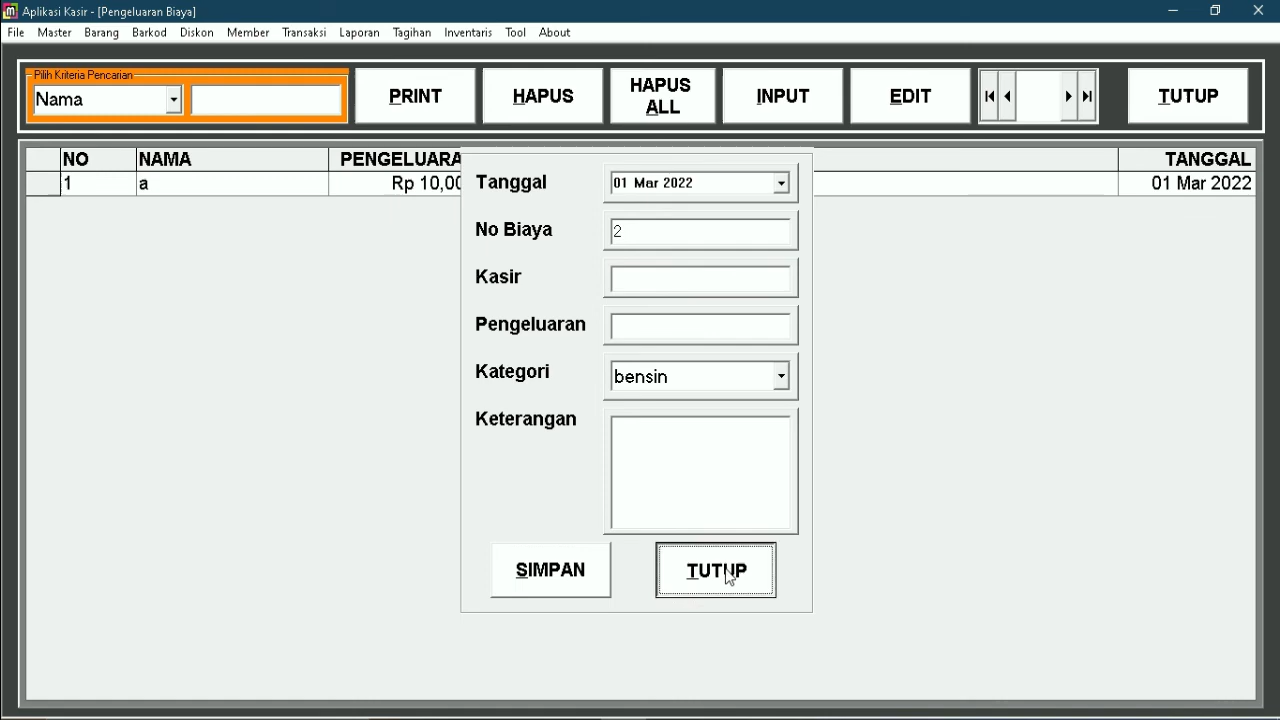 Aplikasi Kasir - [Pengeluaran Biaya]
File Master Barang Barkod Diskon Member Transaksi Laporan Tagihan Inventaris Tool About
Pilih Kriteria Pencarian
Nama
PRINT
HAPUS
HAPUS
ALL
INPUT
EDIT
TUTUP
NO NAMA PENGELUARA TANGGAL
1 a Rp 10,00 01 Mar 2022
Tanggal 01 Mar 2022
No Biaya 2
Kasir
Pengeluaran
Kategori bensin
Keterangan
SIMPAN TUTUP